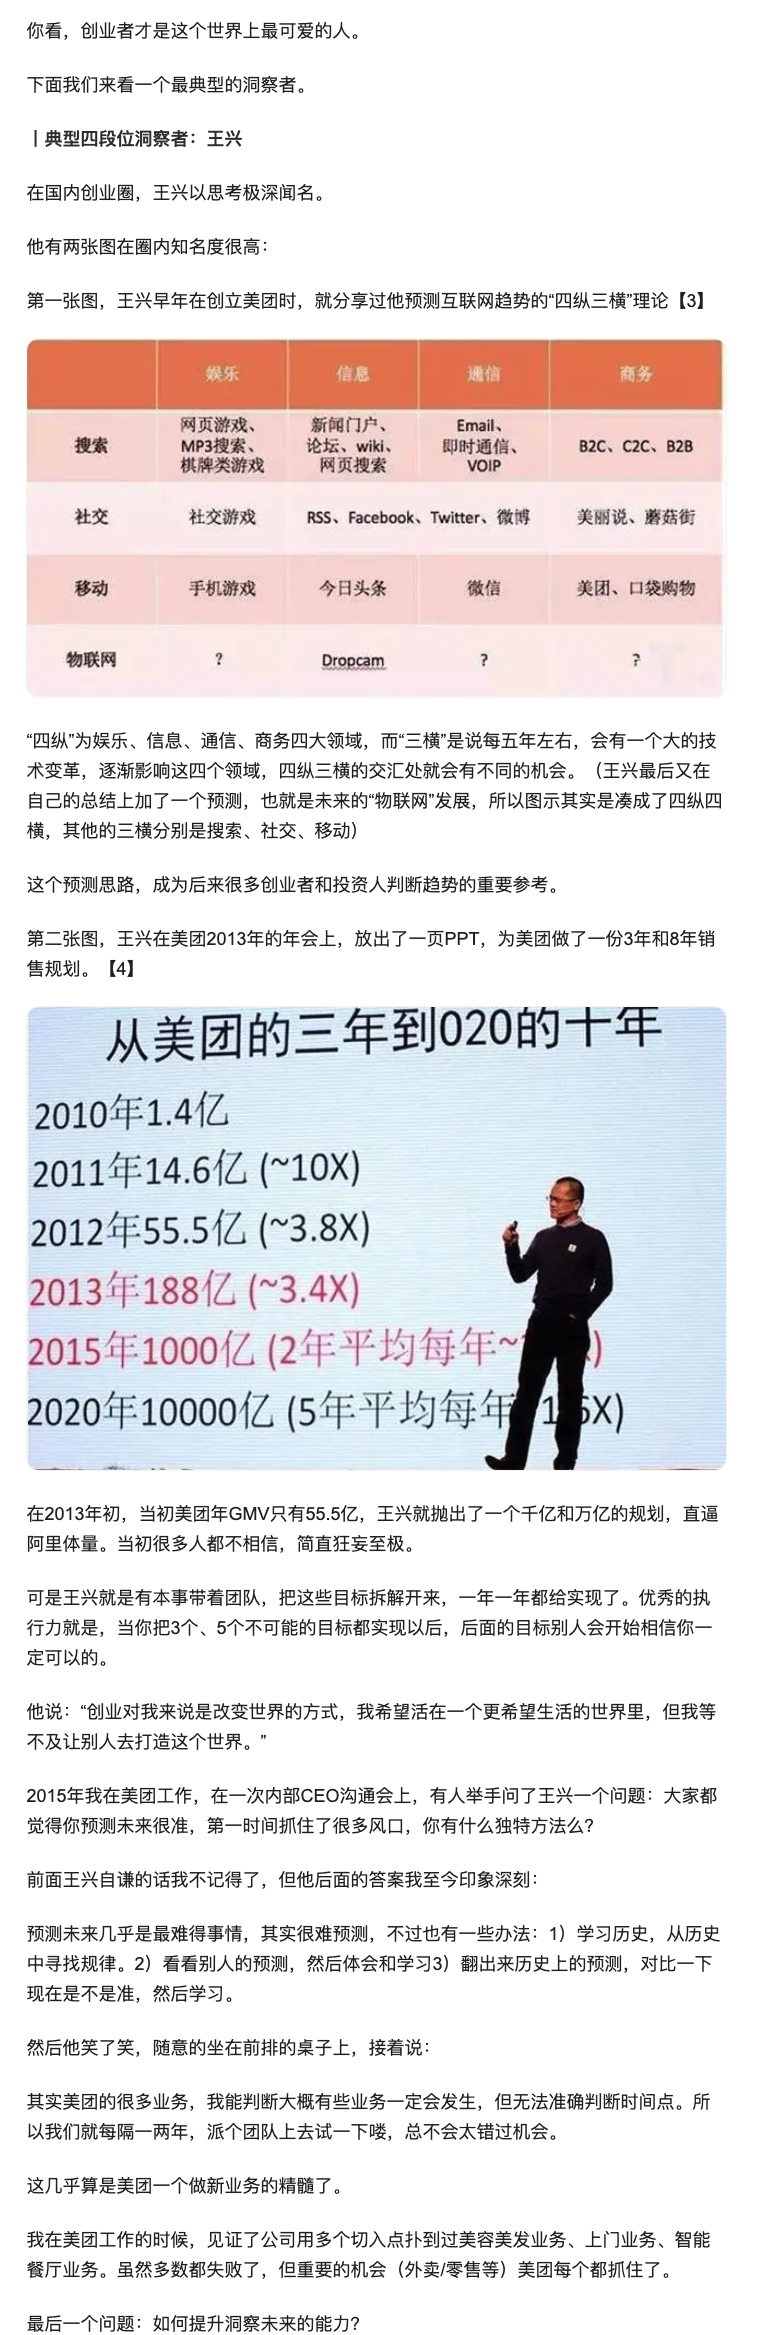 你看，创业者才是这个世界上最可爱的人。
下面我们来看一个最典型的洞察者。
｜典型四段位洞察者：王兴
在国内创业圈，王兴以思考极深闻名。
他有两张图在圈内知名度很高：
第一张图，王兴早年在创立美团时，就分享过他预测互联网趋势的“四纵三横”理论【3】
娱乐 信息 通信 商务
搜索 网页游戏、MP3搜索、棋牌类游戏 新闻门户、论坛、wiki、网页搜索 Email、即时通信、VOIP B2C、C2C、B2B
社交 社交游戏 RSS、Facebook、Twitter、微博 美丽说、蘑菇街
移动 手机游戏 今日头条 微信 美团、口袋购物
物联网 ? Dropcam ? ?
“四纵”为娱乐、信息、通信、商务四大领域，而“三横”是说每五年左右，会有一个大的技
术变革，逐渐影响这四个领域，四纵三横的交汇处就会有不同的机会。（王兴最后又在
自己的总结上加了一个预测，也就是未来的“物联网”发展，所以图示其实是凑成了四纵四
横，其他的三横分别是搜索、社交、移动）
这个预测思路，成为后来很多创业者和投资人判断趋势的重要参考。
第二张图，王兴在美团2013年的年会上，放出了一页PPT，为美团做了一份3年和8年销
售规划。【4】
从美团的三年到O2O的十年
2010年1.4亿
2011年14.6亿 (~10X)
2012年55.5亿 (~3.8X)
2013年188亿 (~3.4X)
2015年1000亿 (2年平均每年~
2020年10000亿 (5年平均每年
在2013年初，当初美团年GMV只有55.5亿，王兴就抛出了一个千亿和万亿的规划，直逼
阿里体量。当初很多人都不相信，简直狂妄至极。
可是王兴就是有本事带着团队，把这些目标拆解开来，一年一年都给实现了。优秀的执
行力就是，当你把3个、5个不可能的目标都实现以后，后面的目标别人会开始相信你一
定可以的。
他说：“创业对我来说是改变世界的方式，我希望活在一个更希望生活的世界里，但我等
不及让别人去打造这个世界。”
2015年我在美团工作，在一次内部CEO沟通会上，有人举手问了王兴一个问题：大家都
觉得你预测未来很准，第一时间抓住了很多风口，你有什么独特方法么？
前面王兴自谦的话我不记得了，但他后面的答案我至今印象深刻：
预测未来几乎是最难得事情，其实很难预测，不过也有一些办法：1）学习历史，从历史
中寻找规律。2）看看别人的预测，然后体会和学习3）翻出来历史上的预测，对比一下
现在是不是准，然后学习。
然后他笑了笑，随意的坐在前排的桌子上，接着说：
其实美团的很多业务，我能判断大概有些业务一定会发生，但无法准确判断时间点。所
以我们就每隔一两年，派个团队上去试一下喽，总不会太错过机会。
这几乎算是美团一个做新业务的精髓了。
我在美团工作的时候，见证了公司用多个切入点扑到过美容美发业务、上门业务、智能
餐厅业务。虽然多数都失败了，但重要的机会（外卖/零售等）美团每个都抓住了。
最后一个问题：如何提升洞察未来的能力？